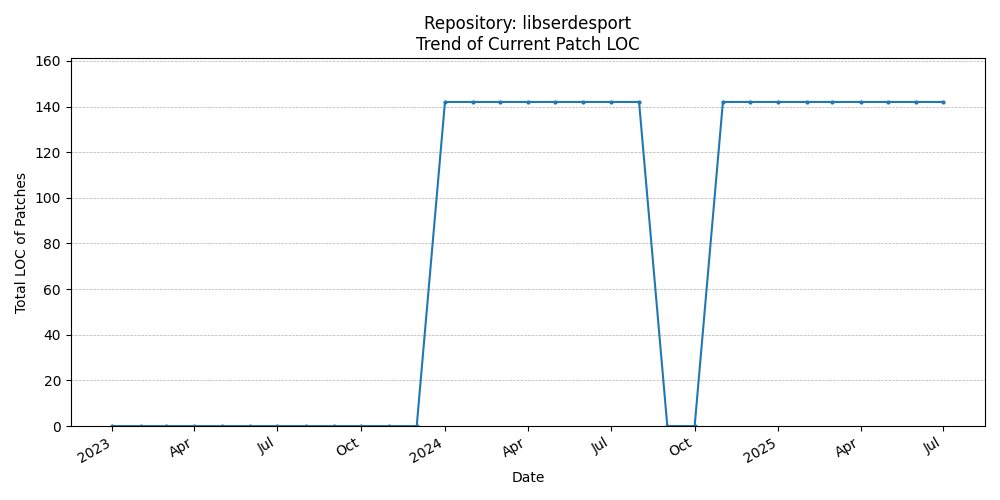 Repository: libserdesport
Trend of Current Patch LOC
160
140
120
100
80
60
40
20
0
Total LOC of Patches
2023
Apr
Jul
Oct
2024
Apr
Jul
Oct
2025
Apr
Jul
Date